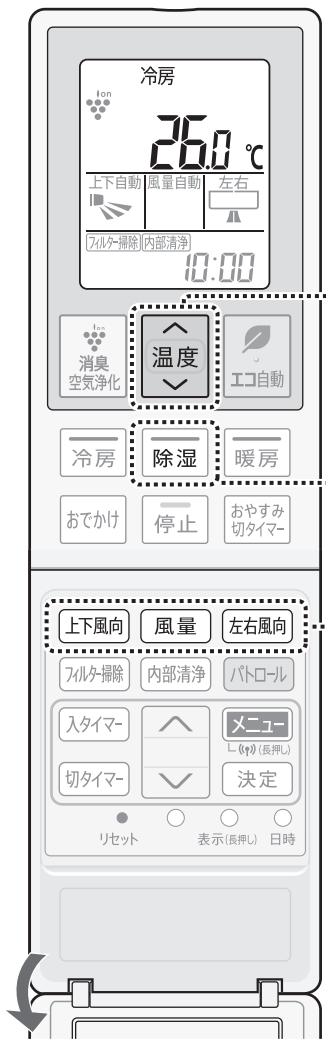 冷房
Ion
26.0 ℃
上下自動 風量自動 左右
フィルター掃除 内部清浄
10:00
Ion
消臭
空気浄化
温度
エコ自動
冷房 除湿 暖房
おでかけ 停止 おやすみ
切タイマー
上下風向 風量 左右風向
フィルター掃除 内部清浄 パトロール
入タイマー メニュー
(長押し)
切タイマー 決定
リセット 表示(長押し) 日時